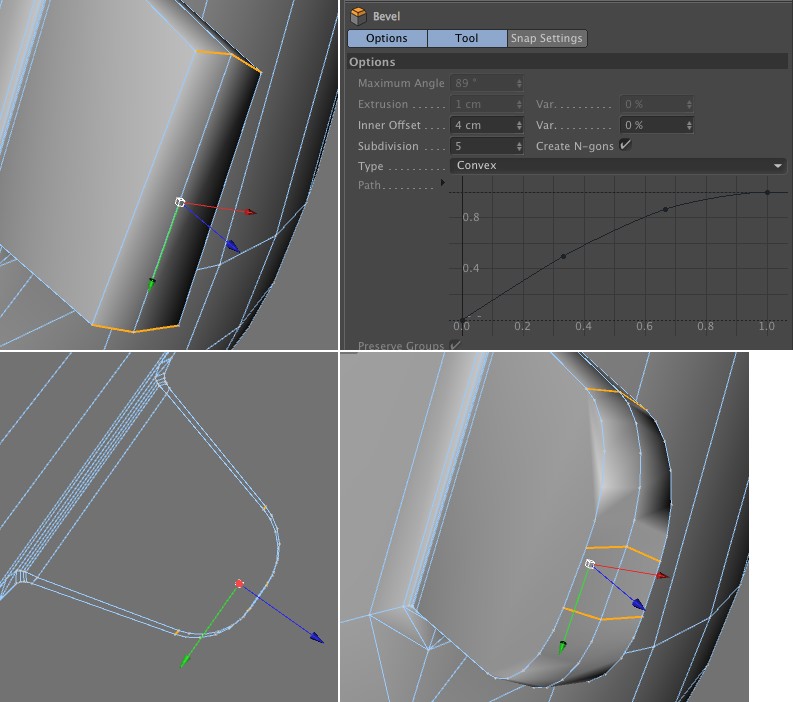 Bevel
Options Tool Snap Settings
Options
Maximum Angle 89 °
Extrusion . . . . . . 1 cm Var. . . . . . . . . . 0 %
Inner Offset . . . . 4 cm Var. . . . . . . . . . 0 %
Subdivision . . . . 5 Create N-gons ✓
Type . . . . . . . . . . Convex
Path. . . . . . . . .
0.8
0.4
0.0 0.2 0.4 0.6 0.8 1.0
Preserve Groups ✓